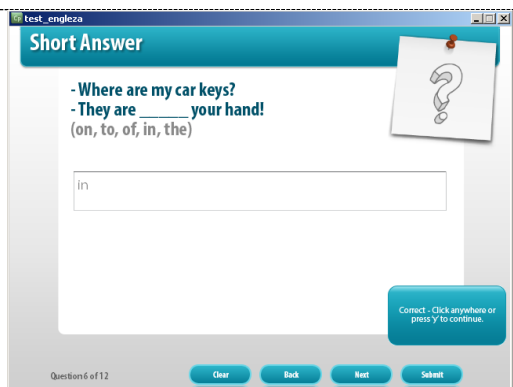 test_engleza
Short Answer
- Where are my car keys?
- They are _____ your hand!
(on, to, of, in, the)
in
Correct - Click anywhere or
press 'y' to continue.
Question 6 of 12
Clear
Back
Next
Submit